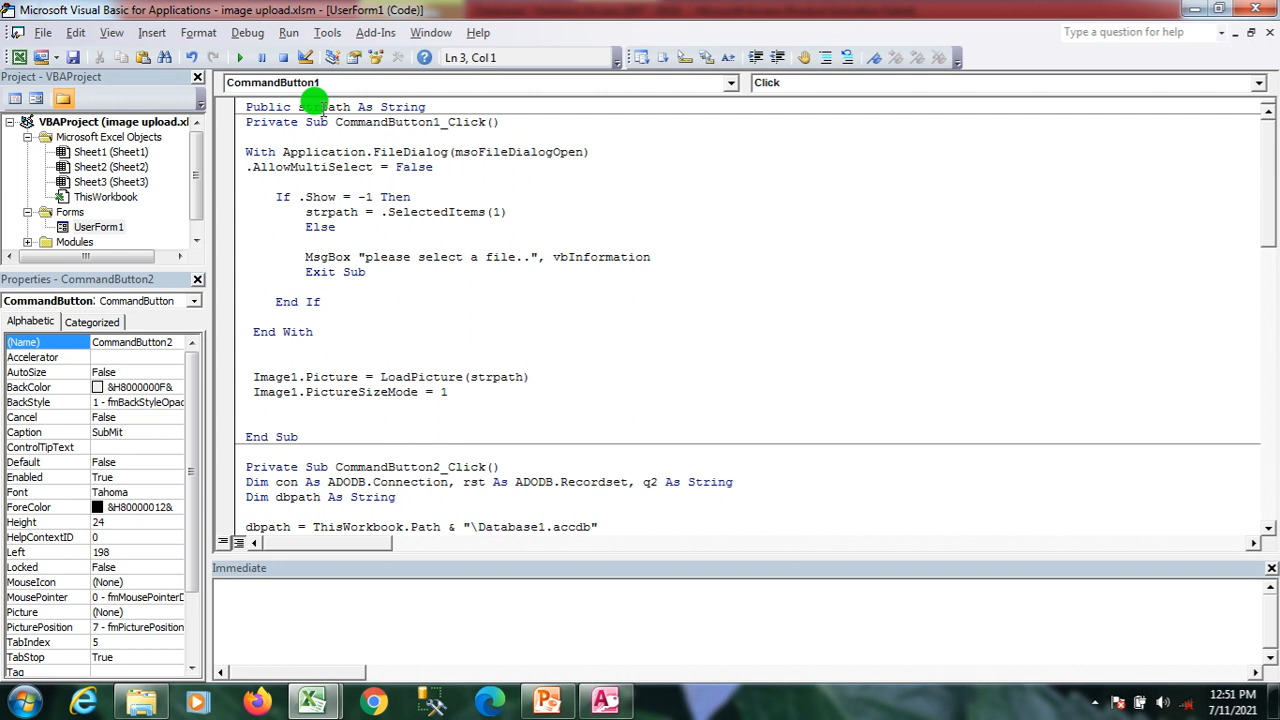 Microsoft Visual Basic for Applications - image upload.xlsm - [UserForm1 (Code)]
File Edit View Insert Format Debug Run Tools Add-Ins Window Help
Type a question for help
Ln 3, Col 1
Project - VBAProject
VBAProject (image upload.xl
Microsoft Excel Objects
Sheet1 (Sheet1)
Sheet2 (Sheet2)
Sheet3 (Sheet3)
ThisWorkbook
Forms
UserForm1
Modules
Properties - CommandButton2
CommandButton: CommandButton
Alphabetic Categorized
(Name) CommandButton2
Accelerator
AutoSize False
BackColor &H8000000F&
BackStyle 1 - fmBackStyleOpac
Cancel False
Caption SubMit
ControlTipText
Default False
Enabled True
Font Tahoma
ForeColor &H80000012&
Height 24
HelpContextID 0
Left 198
Locked False
MouseIcon (None)
MousePointer 0 - fmMousePointerD
Picture (None)
PicturePosition 7 - fmPicturePosition
TabIndex 5
TabStop True
Tag
CommandButton1 Click
Public strpath As String
Private Sub CommandButton1_Click()
With Application.FileDialog(msoFileDialogOpen)
.AllowMultiSelect = False
If .Show = -1 Then
strpath = .SelectedItems(1)
Else
MsgBox "please select a file..", vbInformation
Exit Sub
End If
End With
Image1.Picture = LoadPicture(strpath)
Image1.PictureSizeMode = 1
End Sub
Private Sub CommandButton2_Click()
Dim con As ADODB.Connection, rst As ADODB.Recordset, q2 As String
Dim dbpath As String
dbpath = ThisWorkbook.Path & "\Database1.accdb"
Immediate
12:51 PM
7/11/2021